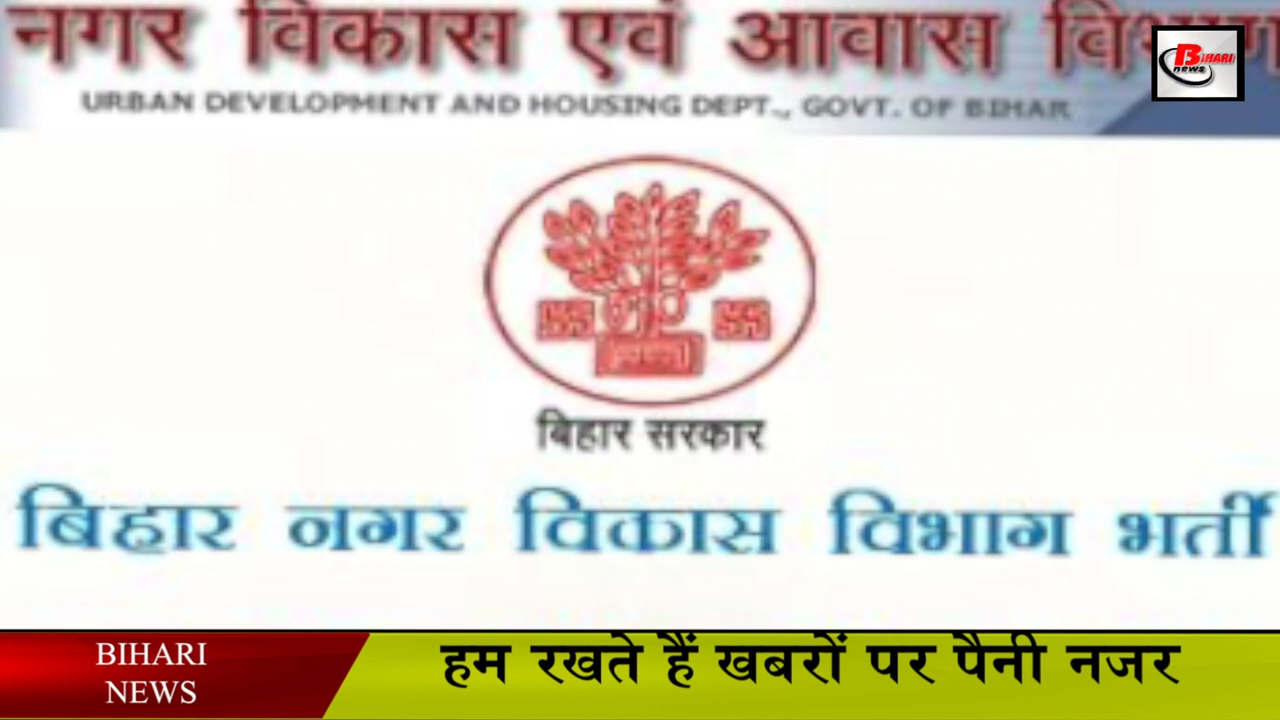 नगर विकास एवं आवास विभाग
BIHARI
news
URBAN DEVELOPMENT AND HOUSING DEPT., GOVT. OF BIHAR
बिहार सरकार
बिहार नगर विकास विभाग भर्ती
BIHARI
NEWS
हम रखते हैं खबरों पर पैनी नजर